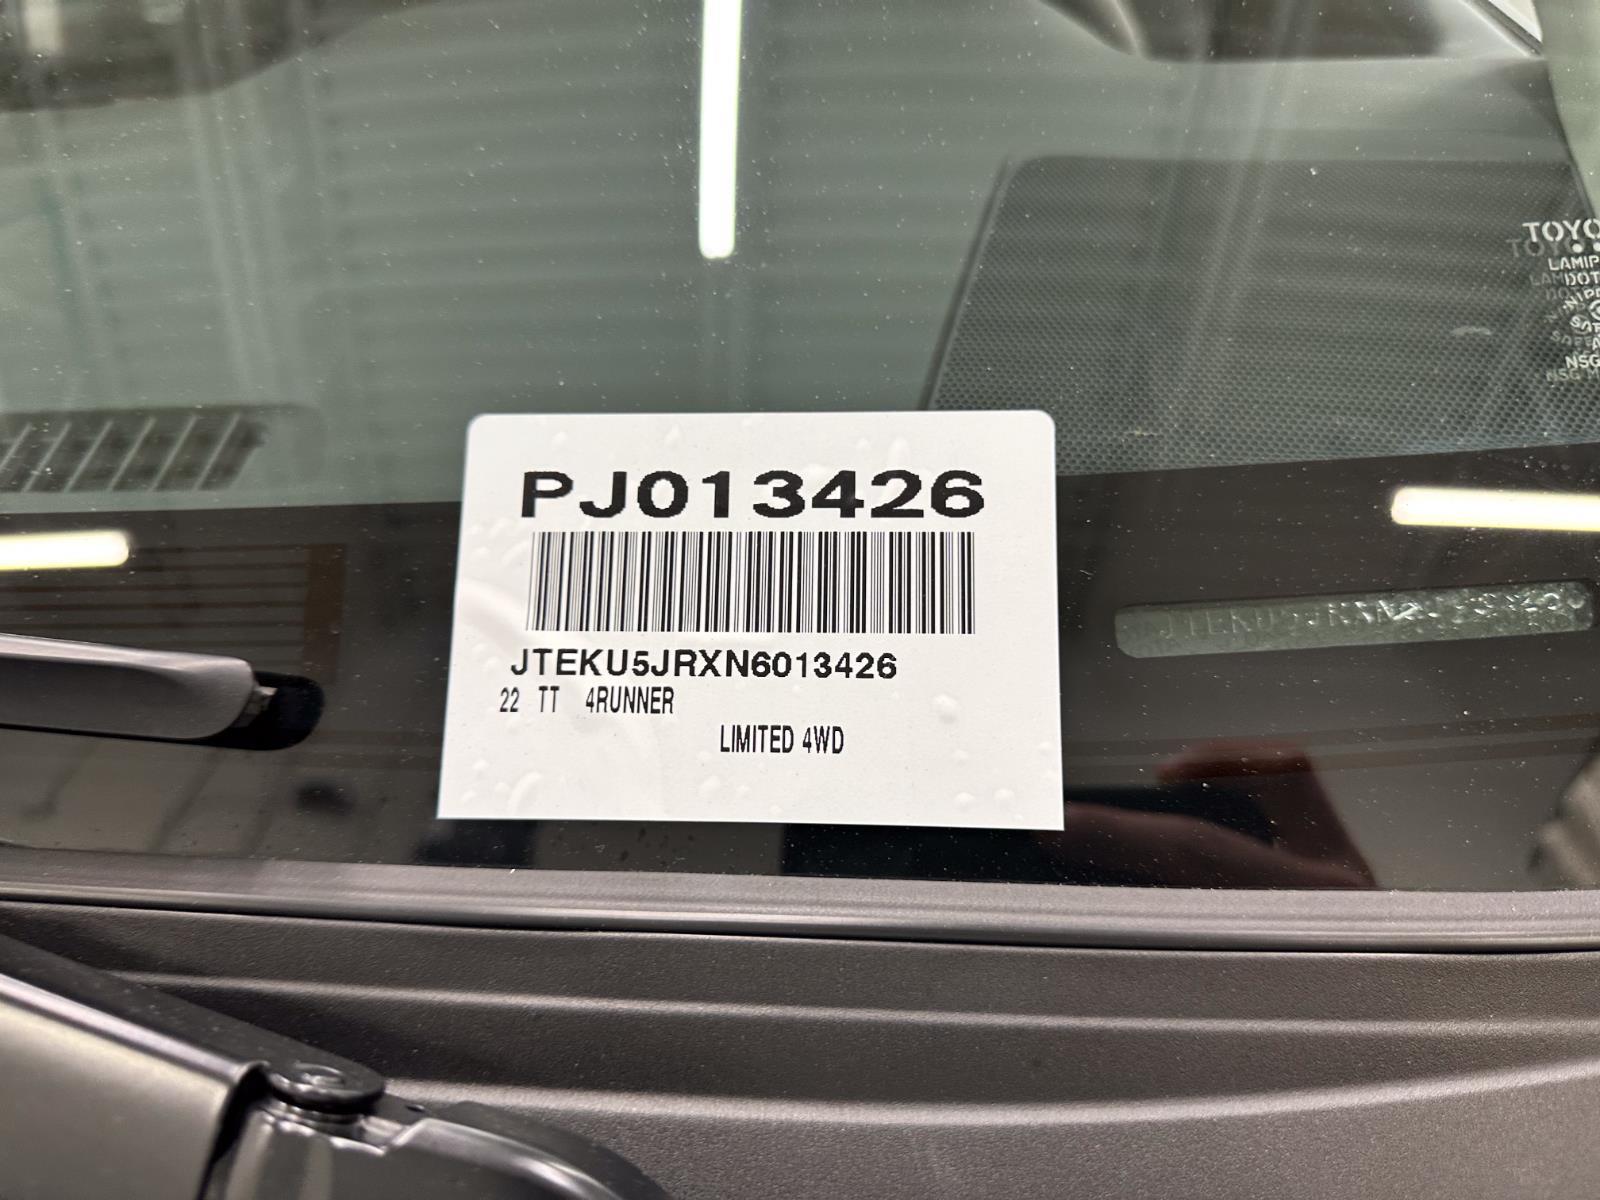 PJ013426
JTEKU5JRXN6013426
22 TT 4RUNNER
LIMITED 4WD